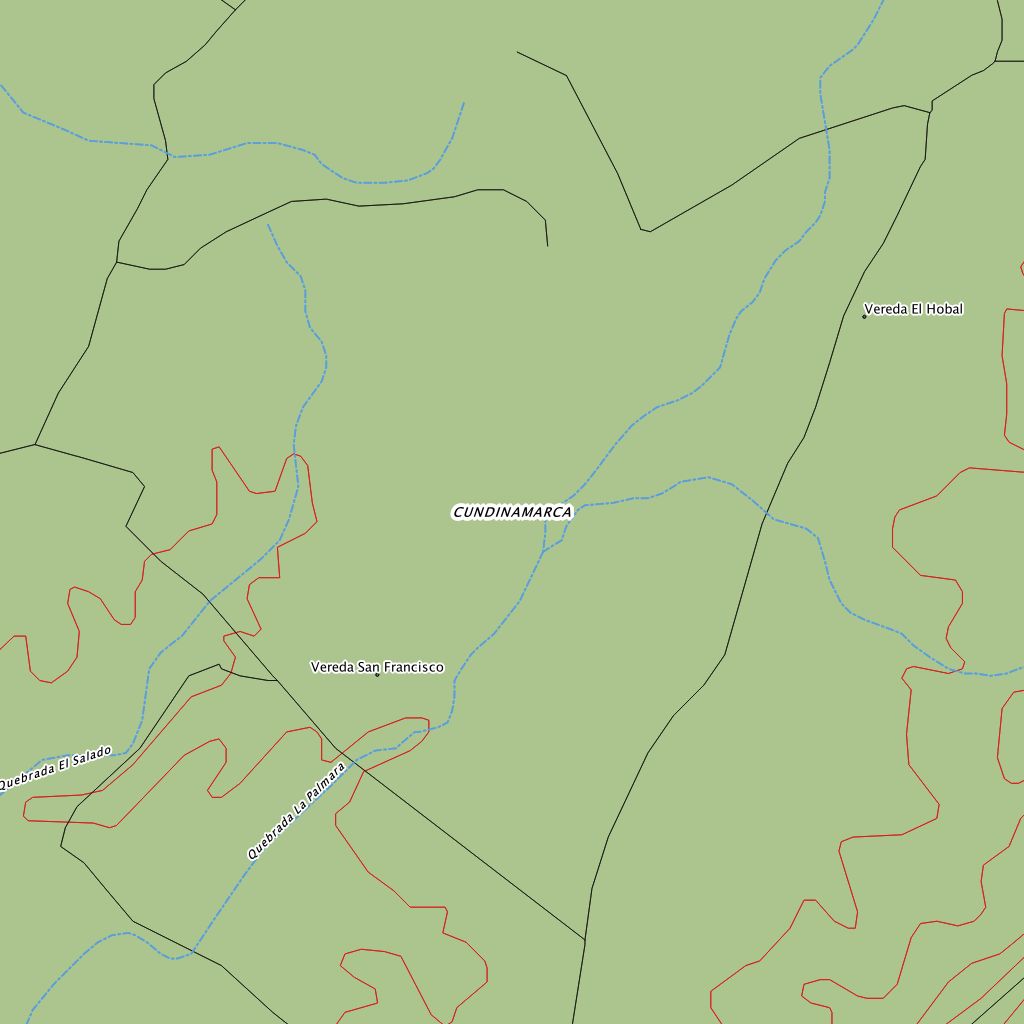 Vereda El Hobal
CUNDINAMARCA
Vereda San Francisco
Quebrada El Salado
Quebrada La Palmara